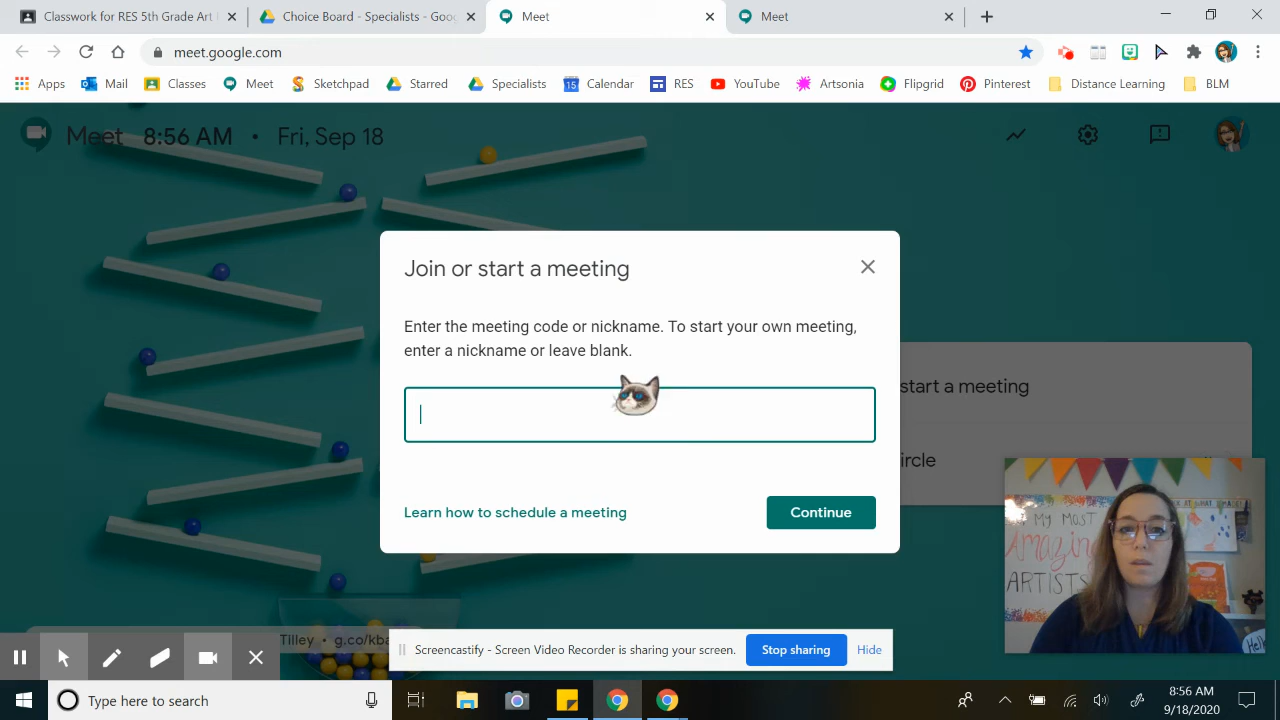 Classwork for RES 5th Grade Art
Choice Board - Specialists - Goo
Meet
Meet
meet.google.com
Apps
Mail
Classes
Meet
Sketchpad
Starred
Specialists
15
Calendar
RES
YouTube
Artsonia
Flipgrid
Pinterest
Distance Learning
BLM
Meet 8:56 AM • Fri, Sep 18
Join or start a meeting
Enter the meeting code or nickname. To start your own meeting,
enter a nickname or leave blank.
start a meeting
ircle
Learn how to schedule a meeting
Continue
MY MOST
Amazing
ARTISTS
Tilley • g.co/kba
Screencastify - Screen Video Recorder is sharing your screen.
Stop sharing
Hide
Type here to search
8:56 AM
9/18/2020